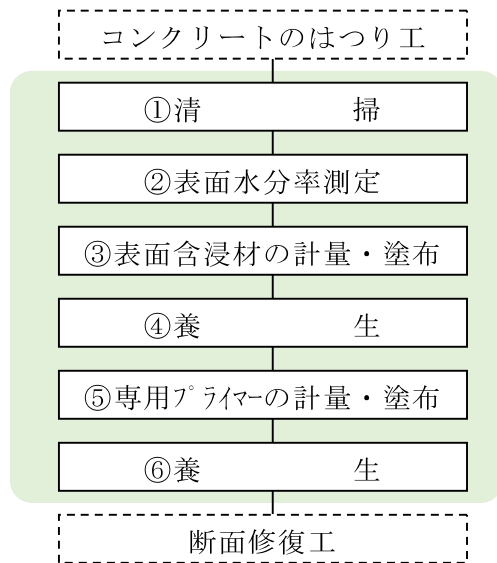 コンクリートのはつり工
①清　掃
②表面水分率測定
③表面含浸材の計量・塗布
④養　生
⑤専用プライマーの計量・塗布
⑥養　生
断面修復工